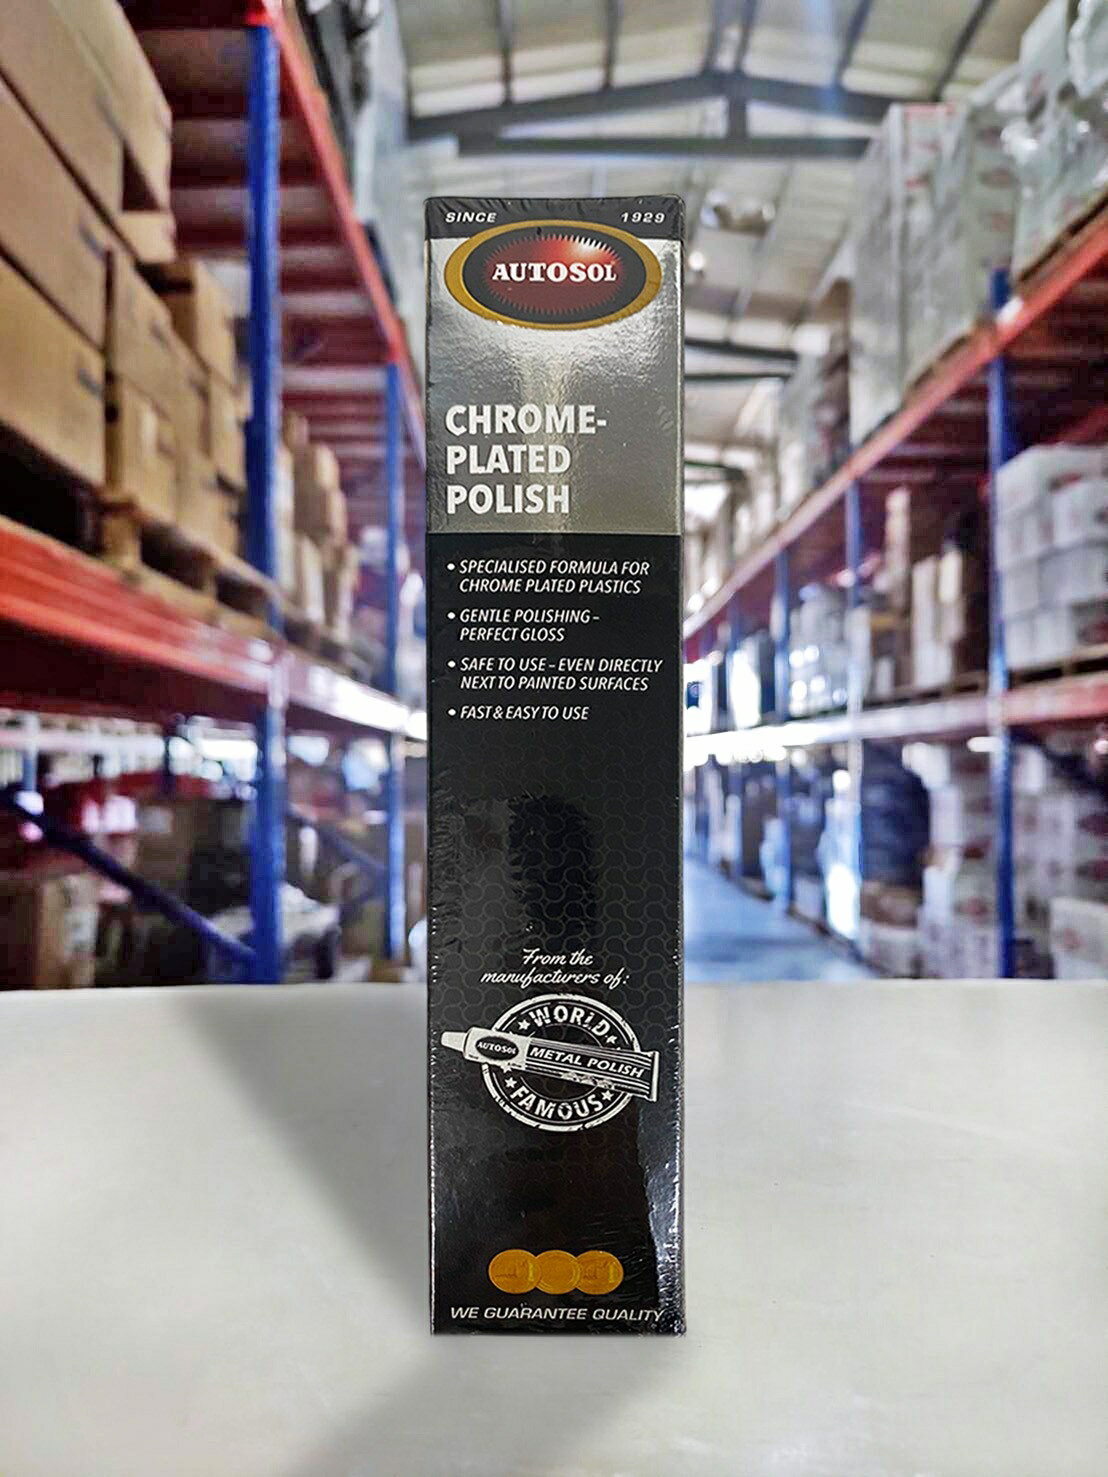 SINCE 1929
AUTOSOL
CHROME-
PLATED
POLISH
• SPECIALISED FORMULA FOR
CHROME PLATED PLASTICS
• GENTLE POLISHING –
PERFECT GLOSS
• SAFE TO USE – EVEN DIRECTLY
NEXT TO PAINTED SURFACES
• FAST & EASY TO USE
From the
manufacturers of:
WORLD
AUTOSOL METAL POLISH
FAMOUS
WE GUARANTEE QUALITY